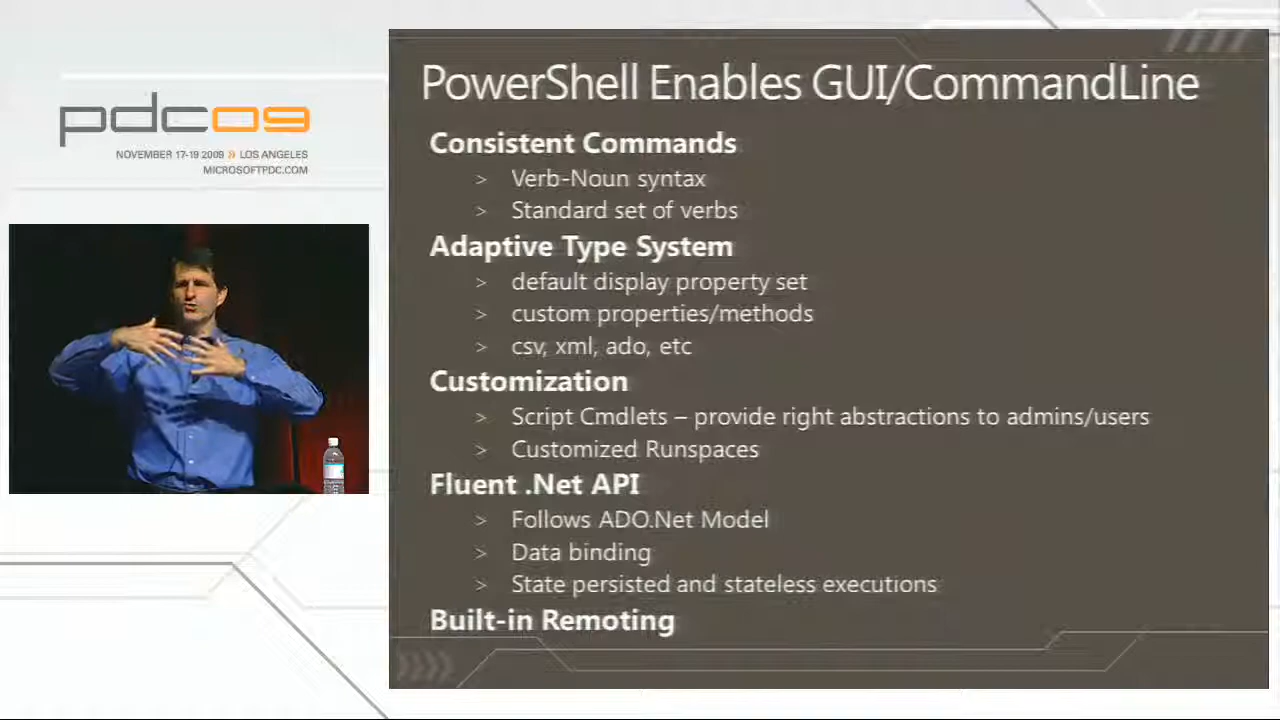 pdc09
NOVEMBER 17-19 2009 » LOS ANGELES
MICROSOFTPDC.COM
PowerShell Enables GUI/CommandLine
Consistent Commands
> Verb-Noun syntax
> Standard set of verbs
Adaptive Type System
> default display property set
> custom properties/methods
> csv, xml, ado, etc
Customization
> Script Cmdlets – provide right abstractions to admins/users
> Customized Runspaces
Fluent .Net API
> Follows ADO.Net Model
> Data binding
> State persisted and stateless executions
Built-in Remoting